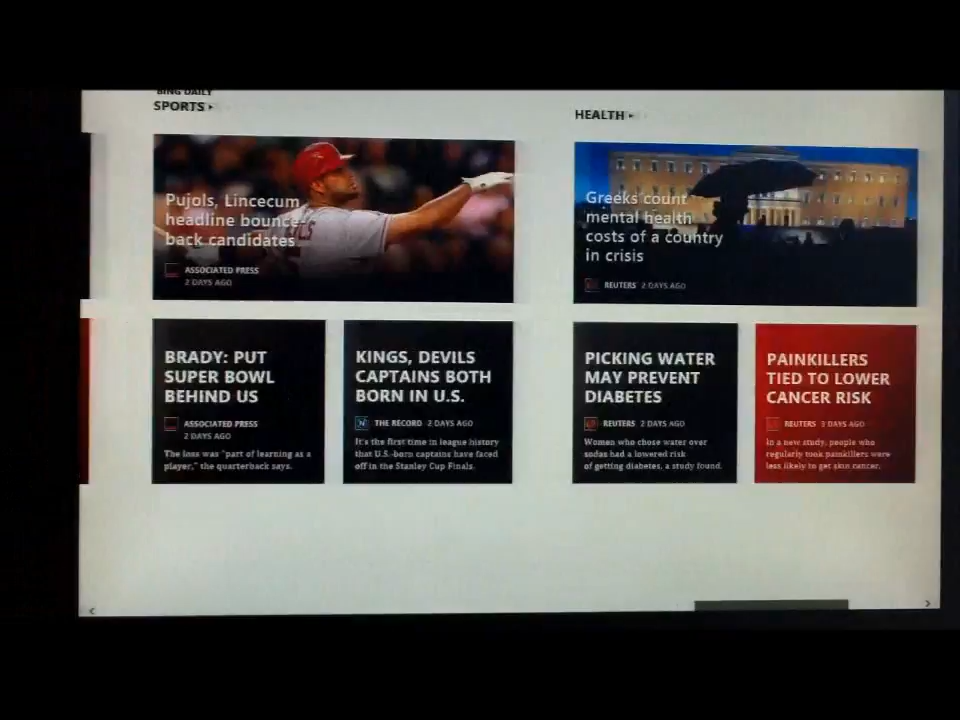 BING DAILY
SPORTS
Pujols, Lincecum
headline bounce-
back candidates
ASSOCIATED PRESS
2 DAYS AGO
BRADY: PUT
SUPER BOWL
BEHIND US
ASSOCIATED PRESS
2 DAYS AGO
The loss was "part of learning as a
player," the quarterback says.
KINGS, DEVILS
CAPTAINS BOTH
BORN IN U.S.
THE RECORD 2 DAYS AGO
It's the first time in league history
that U.S.-born captains have faced
off in the Stanley Cup Finals.
HEALTH
Greeks count
mental health
costs of a country
in crisis
REUTERS 2 DAYS AGO
PICKING WATER
MAY PREVENT
DIABETES
REUTERS 2 DAYS AGO
Women who chose water over
sodas had a lowered risk
of getting diabetes, a study found.
PAINKILLERS
TIED TO LOWER
CANCER RISK
REUTERS 3 DAYS AGO
In a new study, people who
regularly took painkillers were
less likely to get skin cancer.